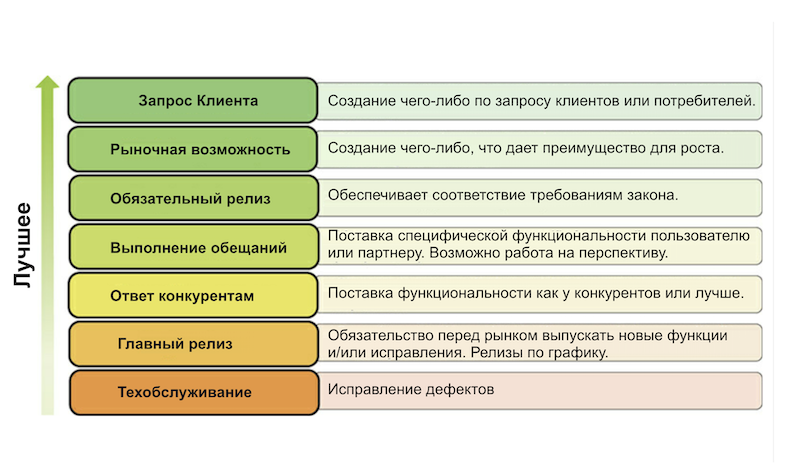 Лучшее
Запрос Клиента
Создание чего-либо по запросу клиентов или потребителей.
Рыночная возможность
Создание чего-либо, что дает преимущество для роста.
Обязательный релиз
Обеспечивает соответствие требованиям закона.
Выполнение обещаний
Поставка специфической функциональности пользователю
или партнеру. Возможно работа на перспективу.
Ответ конкурентам
Поставка функциональности как у конкурентов или лучше.
Главный релиз
Обязательство перед рынком выпускать новые функции
и/или исправления. Релизы по графику.
Техобслуживание
Исправление дефектов